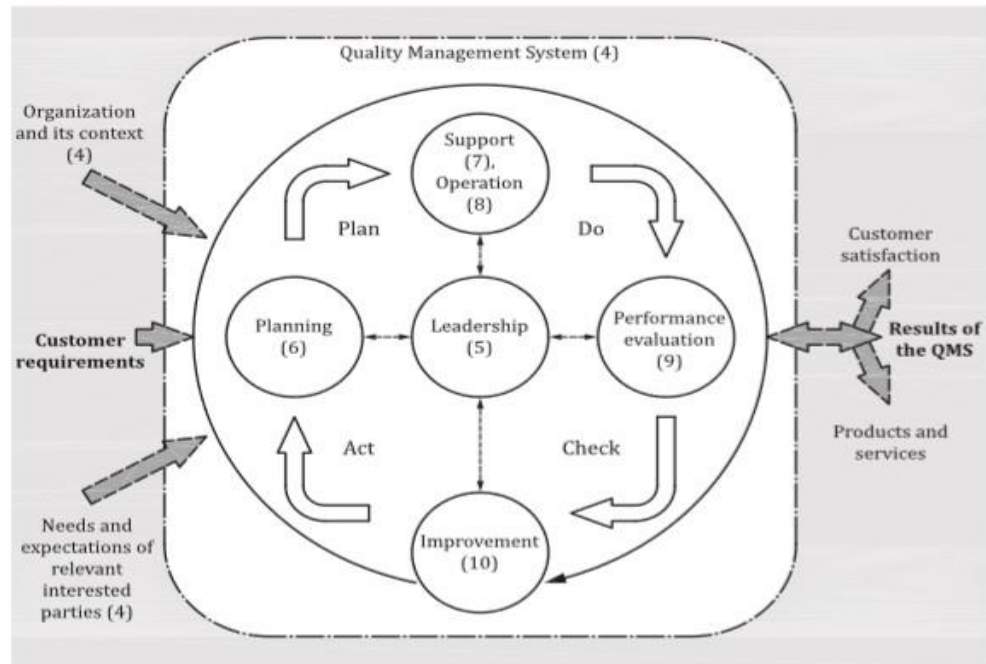 Quality Management System (4)
Organization
and its context
(4)
Support
(7),
Operation
(8)
Plan
Do
Customer
satisfaction
Customer
requirements
Planning
(6)
Leadership
(5)
Performance
evaluation
(9)
Results of
the QMS
Act
Check
Products and
services
Needs and
expectations of
relevant
interested
parties (4)
Improvement
(10)